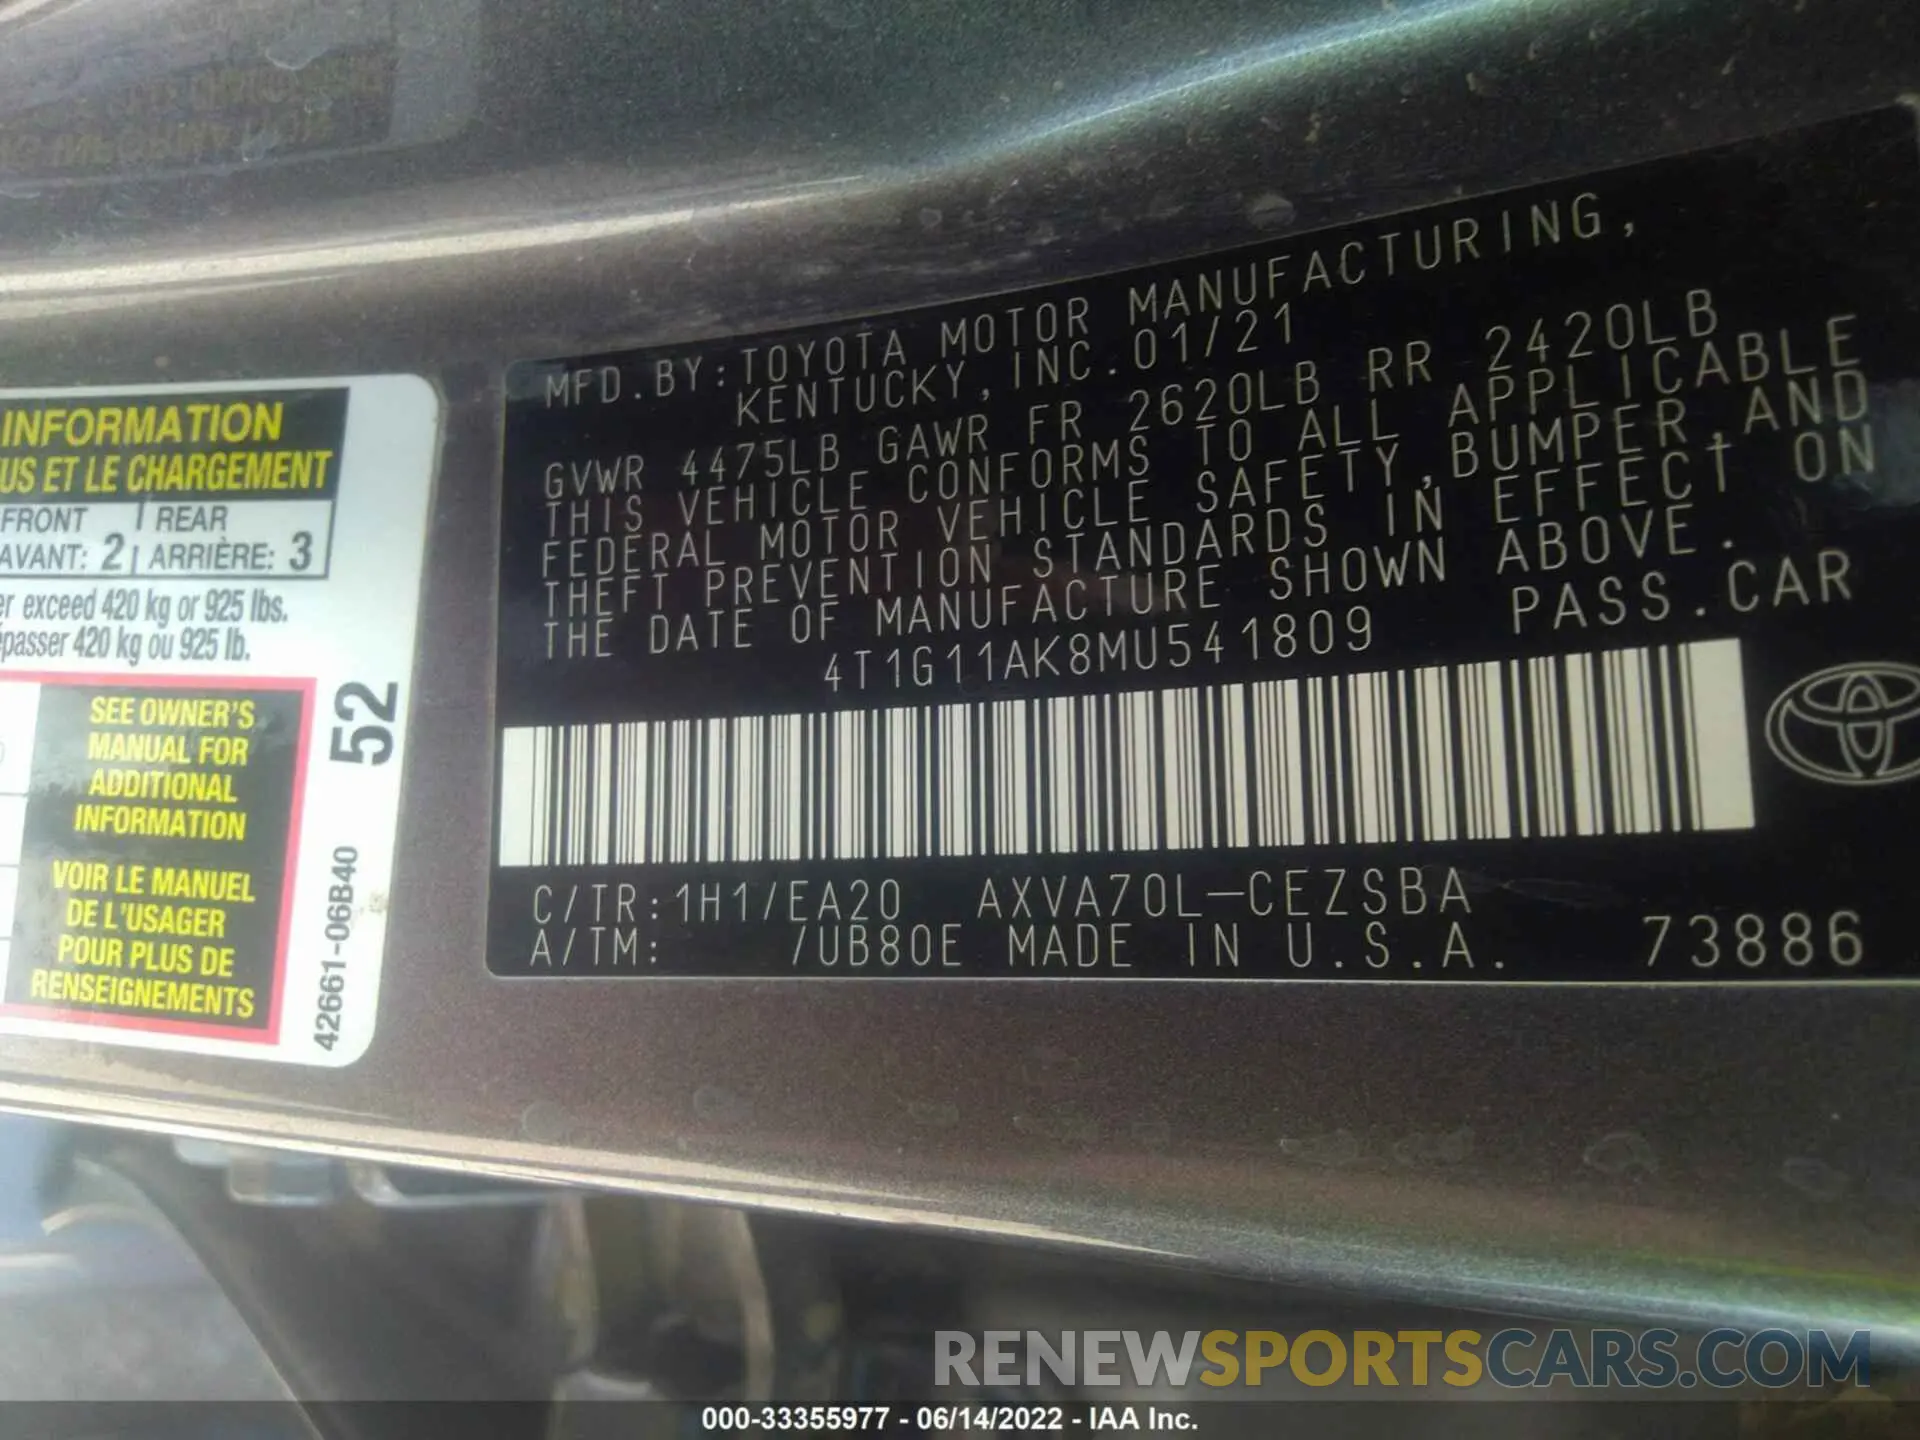 INFORMATION
US ET LE CHARGEMENT
FRONT | REAR
AVANT: 2 | ARRIÈRE: 3
er exceed 420 kg or 925 lbs.
épasser 420 kg ou 925 lb.
SEE OWNER'S
MANUAL FOR
ADDITIONAL
INFORMATION
VOIR LE MANUEL
DE L'USAGER
POUR PLUS DE
RENSEIGNEMENTS
52
42661-06B40
MFD.BY:TOYOTA MOTOR MANUFACTURING,
KENTUCKY,INC.01/21
GVWR 4475LB GAWR FR 2620LB RR 2420LB
THIS VEHICLE CONFORMS TO ALL APPLICABLE
FEDERAL MOTOR VEHICLE SAFETY,BUMPER,AND
THEFT PREVENTION STANDARDS IN EFFECT ON
THE DATE OF MANUFACTURE SHOWN ABOVE.
4T1G11AK8MU541809 PASS.CAR
C/TR:1H1/EA20 AXVA70L-CEZSBA
A/TM: /UB80E MADE IN U.S.A. 73886
RENEWSPORTSCARS.COM
000-33355977 - 06/14/2022 - IAA Inc.